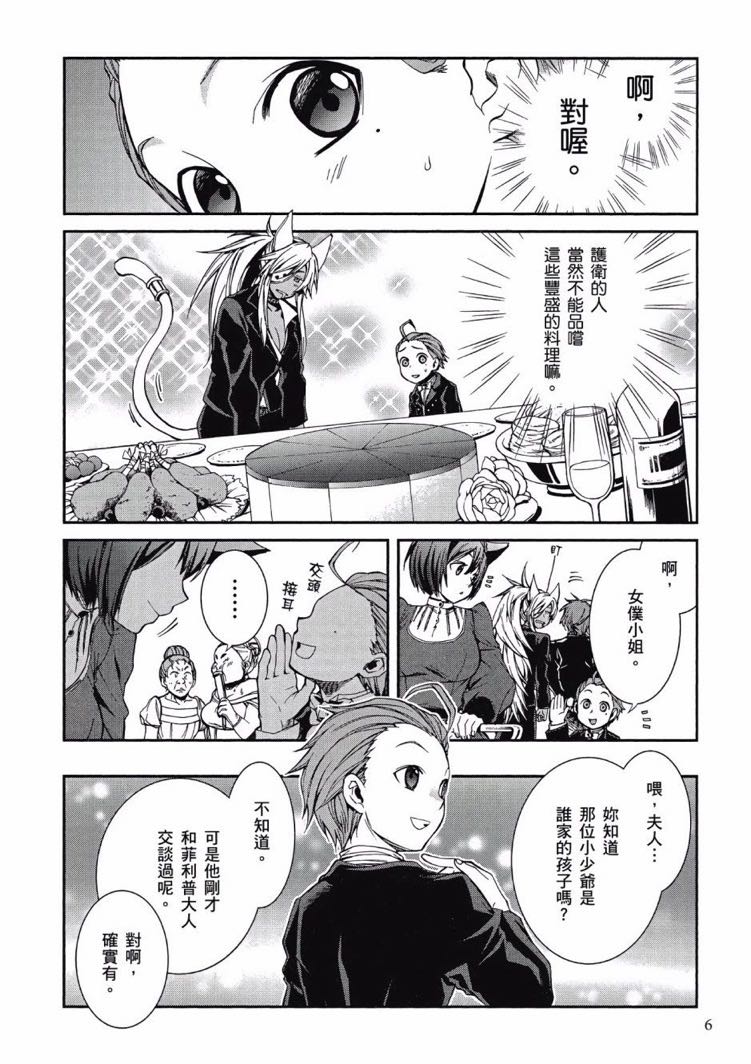 啊，
對喔。
護衛的人
當然不能品嚐
這些豐盛的料理嘛。
啊，
女僕小姐。
盯
交頭
接耳
……
喂，夫人…
妳知道
那位小少爺是
誰家的孩子嗎？
不知道。
可是他剛才
和菲利普大人
交談過呢。
對啊，
確實有。
6